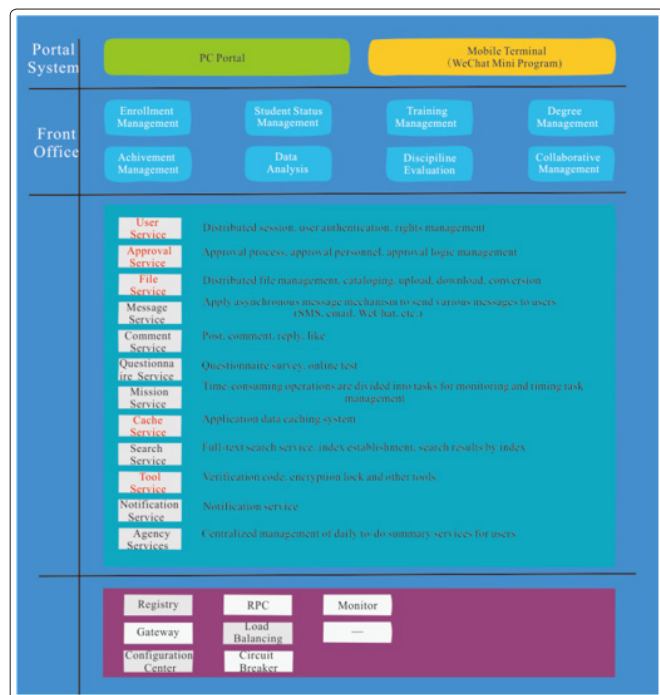 Portal
System
PC Portal
Mobile Terminal
(WeChat Mini Program)
Front
Office
Enrollment
Management
Student Status
Management
Training
Management
Degree
Management
Achivement
Management
Data
Analysis
Discipiline
Evaluation
Collaborative
Management
User
Service
Distributed session, user authentication, rights management
Approval
Service
Approval process, approval personnel, approval logic management
File
Service
Distributed file management, cataloging, upload, download, conversion
Message
Service
Apply asynchronous message mechanism to send various messages to users
(SMS, email, WeChat, etc.)
Comment
Service
Post, comment, reply, like
Questionna
ire Service
Questionnaire survey, online test
Mission
Service
Time-consuming operations are divided into tasks for monitoring and timing task
management
Cache
Service
Application data caching system
Search
Service
Full-text search service, index establishment, search results by index
Tool
Service
Verification code, encryption lock and other tools
Notification
Service
Notification service
Agency
Services
Centralized management of daily to-do summary services for users
Registry
RPC
Monitor
Gateway
Load
Balancing
—
Configuration
Center
Circuit
Breaker